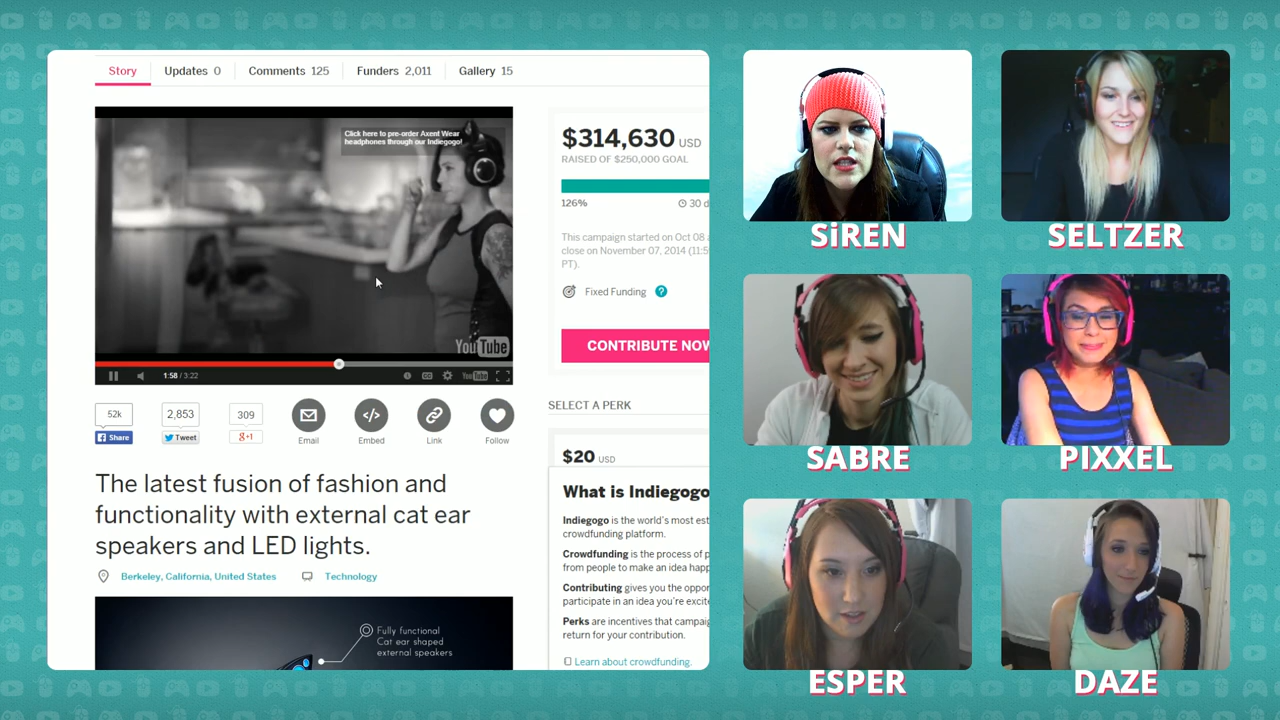 Story
Updates 0
Comments 125
Funders 2,011
Gallery 15
Click here to pre-order Axent Wear
headphones through our Indiegogo!
YouTube
1:58 / 3:22
CC
YouTube
$314,630 USD
RAISED OF $250,000 GOAL
126%
30 d
This campaign started on Oct 08 a
close on November 07, 2014 (11:5
PT).
Fixed Funding ?
CONTRIBUTE NOW
52k
Share
2,853
Tweet
309
g+1
Email
Embed
Link
Follow
SELECT A PERK
$20 USD
The latest fusion of fashion and
functionality with external cat ear
speakers and LED lights.
Berkeley, California, United States
Technology
Fully functional
Cat ear shaped
external speakers
What is Indiegogo
Indiegogo is the world's most est
crowdfunding platform.
Crowdfunding is the process of p
from people to make an idea happ
Contributing gives you the oppor
participate in an idea you're excite
Perks are incentives that campaig
return for your contribution.
Learn about crowdfunding.
SiREN
SELTZER
SABRE
PIXXEL
ESPER
DAZE